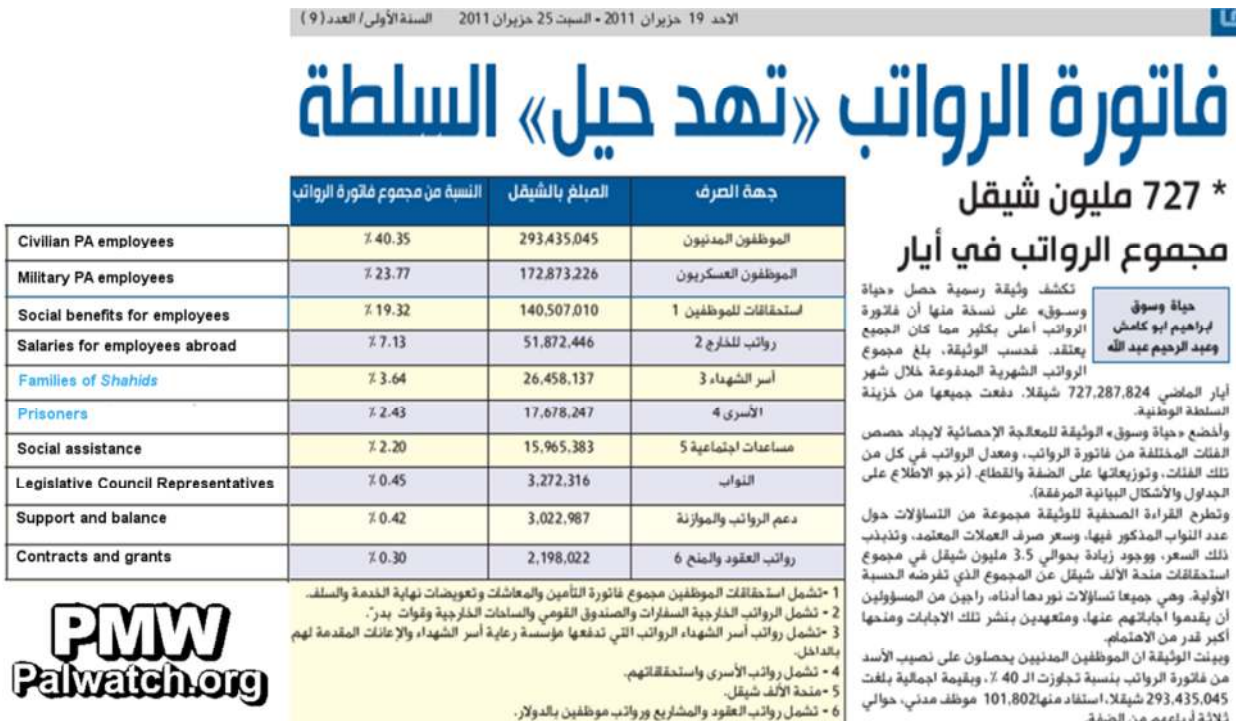 الاحد 19 حزيران 2011 - السبت 25 حزيران 2011 السنة الأولى/ العدد (9)
فاتورة الرواتب «تهد حيل» السلطة
* 727 مليون شيقل
مجموع الرواتب في أيار
حياة وسوق
ابراهيم ابو كامش
وعبد الرحيم عبد الله
تكشف وثيقة رسمية حصل «حياة
وسوق» على نسخة منها أن فاتورة
الرواتب أعلى بكثير مما كان الجميع
يعتقد. فحسب الوثيقة، بلغ مجموع
الرواتب الشهرية المدفوعة خلال شهر
أيار الماضي 727,287,824 شيقلا، دفعت جميعها من خزينة
السلطة الوطنية.
وأخضع «حياة وسوق» الوثيقة للمعالجة الإحصائية لايجاد حصص
الفئات المختلفة من فاتورة الرواتب، ومعدل الرواتب في كل من
تلك الفئات، وتوزيعاتها على الضفة والقطاع. (نرجو الاطلاع على
الجداول والأشكال البيانية المرفقة).
وتطرح القراءة الصحفية للوثيقة مجموعة من التساؤلات حول
عدد النواب المذكور فيها، وسعر صرف العملات المعتمد، وتذبذب
ذلك السعر، ووجود زيادة بحوالي 3.5 مليون شيقل في مجموع
استحقاقات منحة الألف شيقل عن المجموع الذي تفرضه الحسبة
الأولية. وهي جميعا تساؤلات نوردها أدناه، راجين من المسؤولين
أن يقدموا اجاباتهم عنها، ومتعهدين بنشر تلك الاجابات ومنحها
أكبر قدر من الاهتمام.
وبينت الوثيقة ان الموظفين المدنيين يحصلون على نصيب الأسد
من فاتورة الرواتب بنسبة تجاوزت الـ 40 ٪، وبقيمة اجمالية بلغت
293,435,045 شيقلا، استفاد منها 101,802 موظف مدني، حوالي
ثلاثة أرباعهم من الضفة
جهة الصرف المبلغ بالشيقل النسبة من مجموع فاتورة الرواتب
الموظفون المدنيون 293,435,045 ٪ 40.35 Civilian PA employees
الموظفون العسكريون 172,873,226 ٪ 23.77 Military PA employees
استحقاقات للموظفين 1 140,507,010 ٪ 19.32 Social benefits for employees
رواتب للخارج 2 51,872,446 ٪ 7.13 Salaries for employees abroad
أسر الشهداء 3 26,458,137 ٪ 3.64 Families of Shahids
الأسرى 4 17,678,247 ٪ 2.43 Prisoners
مساعدات اجتماعية 5 15,965,383 ٪ 2.20 Social assistance
النواب 3,272,316 ٪ 0.45 Legislative Council Representatives
دعم الرواتب والموازنة 3,022,987 ٪ 0.42 Support and balance
رواتب العقود والمنح 6 2,198,022 ٪ 0.30 Contracts and grants
1 -تشمل استحقاقات الموظفين مجموع فاتورة التأمين والمعاشات وتعويضات نهاية الخدمة والسلف.
2 - تشمل الرواتب الخارجية السفارات والصندوق القومي والساحات الخارجية وقوات بدر".
3 -تشمل رواتب أسر الشهداء الرواتب التي تدفعها مؤسسة رعاية أسر الشهداء والإعانات المقدمة لهم
بالداخل.
4 - تشمل رواتب الأسرى واستحقاقاتهم.
5 -منحة الألف شيقل.
6 - تشمل رواتب العقود والمشاريع ورواتب موظفين بالدولار.
PMW
Palwatch.org